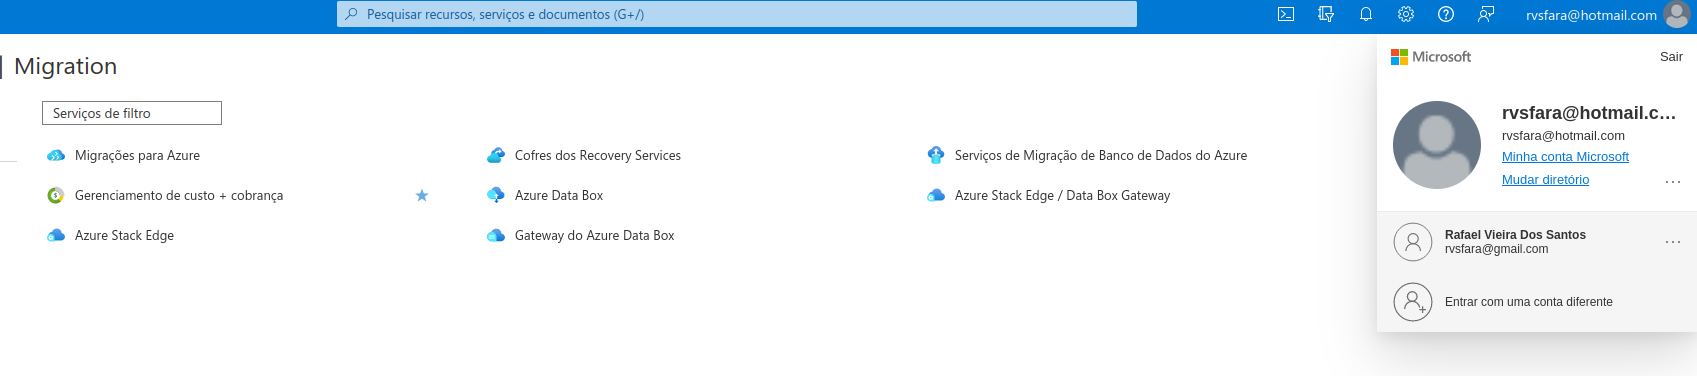 Pesquisar recursos, serviços e documentos (G+/)
rvsfara@hotmail.com
Migration
Serviços de filtro
Migrações para Azure
Cofres dos Recovery Services
Serviços de Migração de Banco de Dados do Azure
Gerenciamento de custo + cobrança
Azure Data Box
Azure Stack Edge / Data Box Gateway
Azure Stack Edge
Gateway do Azure Data Box
Microsoft
Sair
rvsfara@hotmail.c...
rvsfara@hotmail.com
Minha conta Microsoft
Mudar diretório
Rafael Vieira Dos Santos
rvsfara@gmail.com
Entrar com uma conta diferente